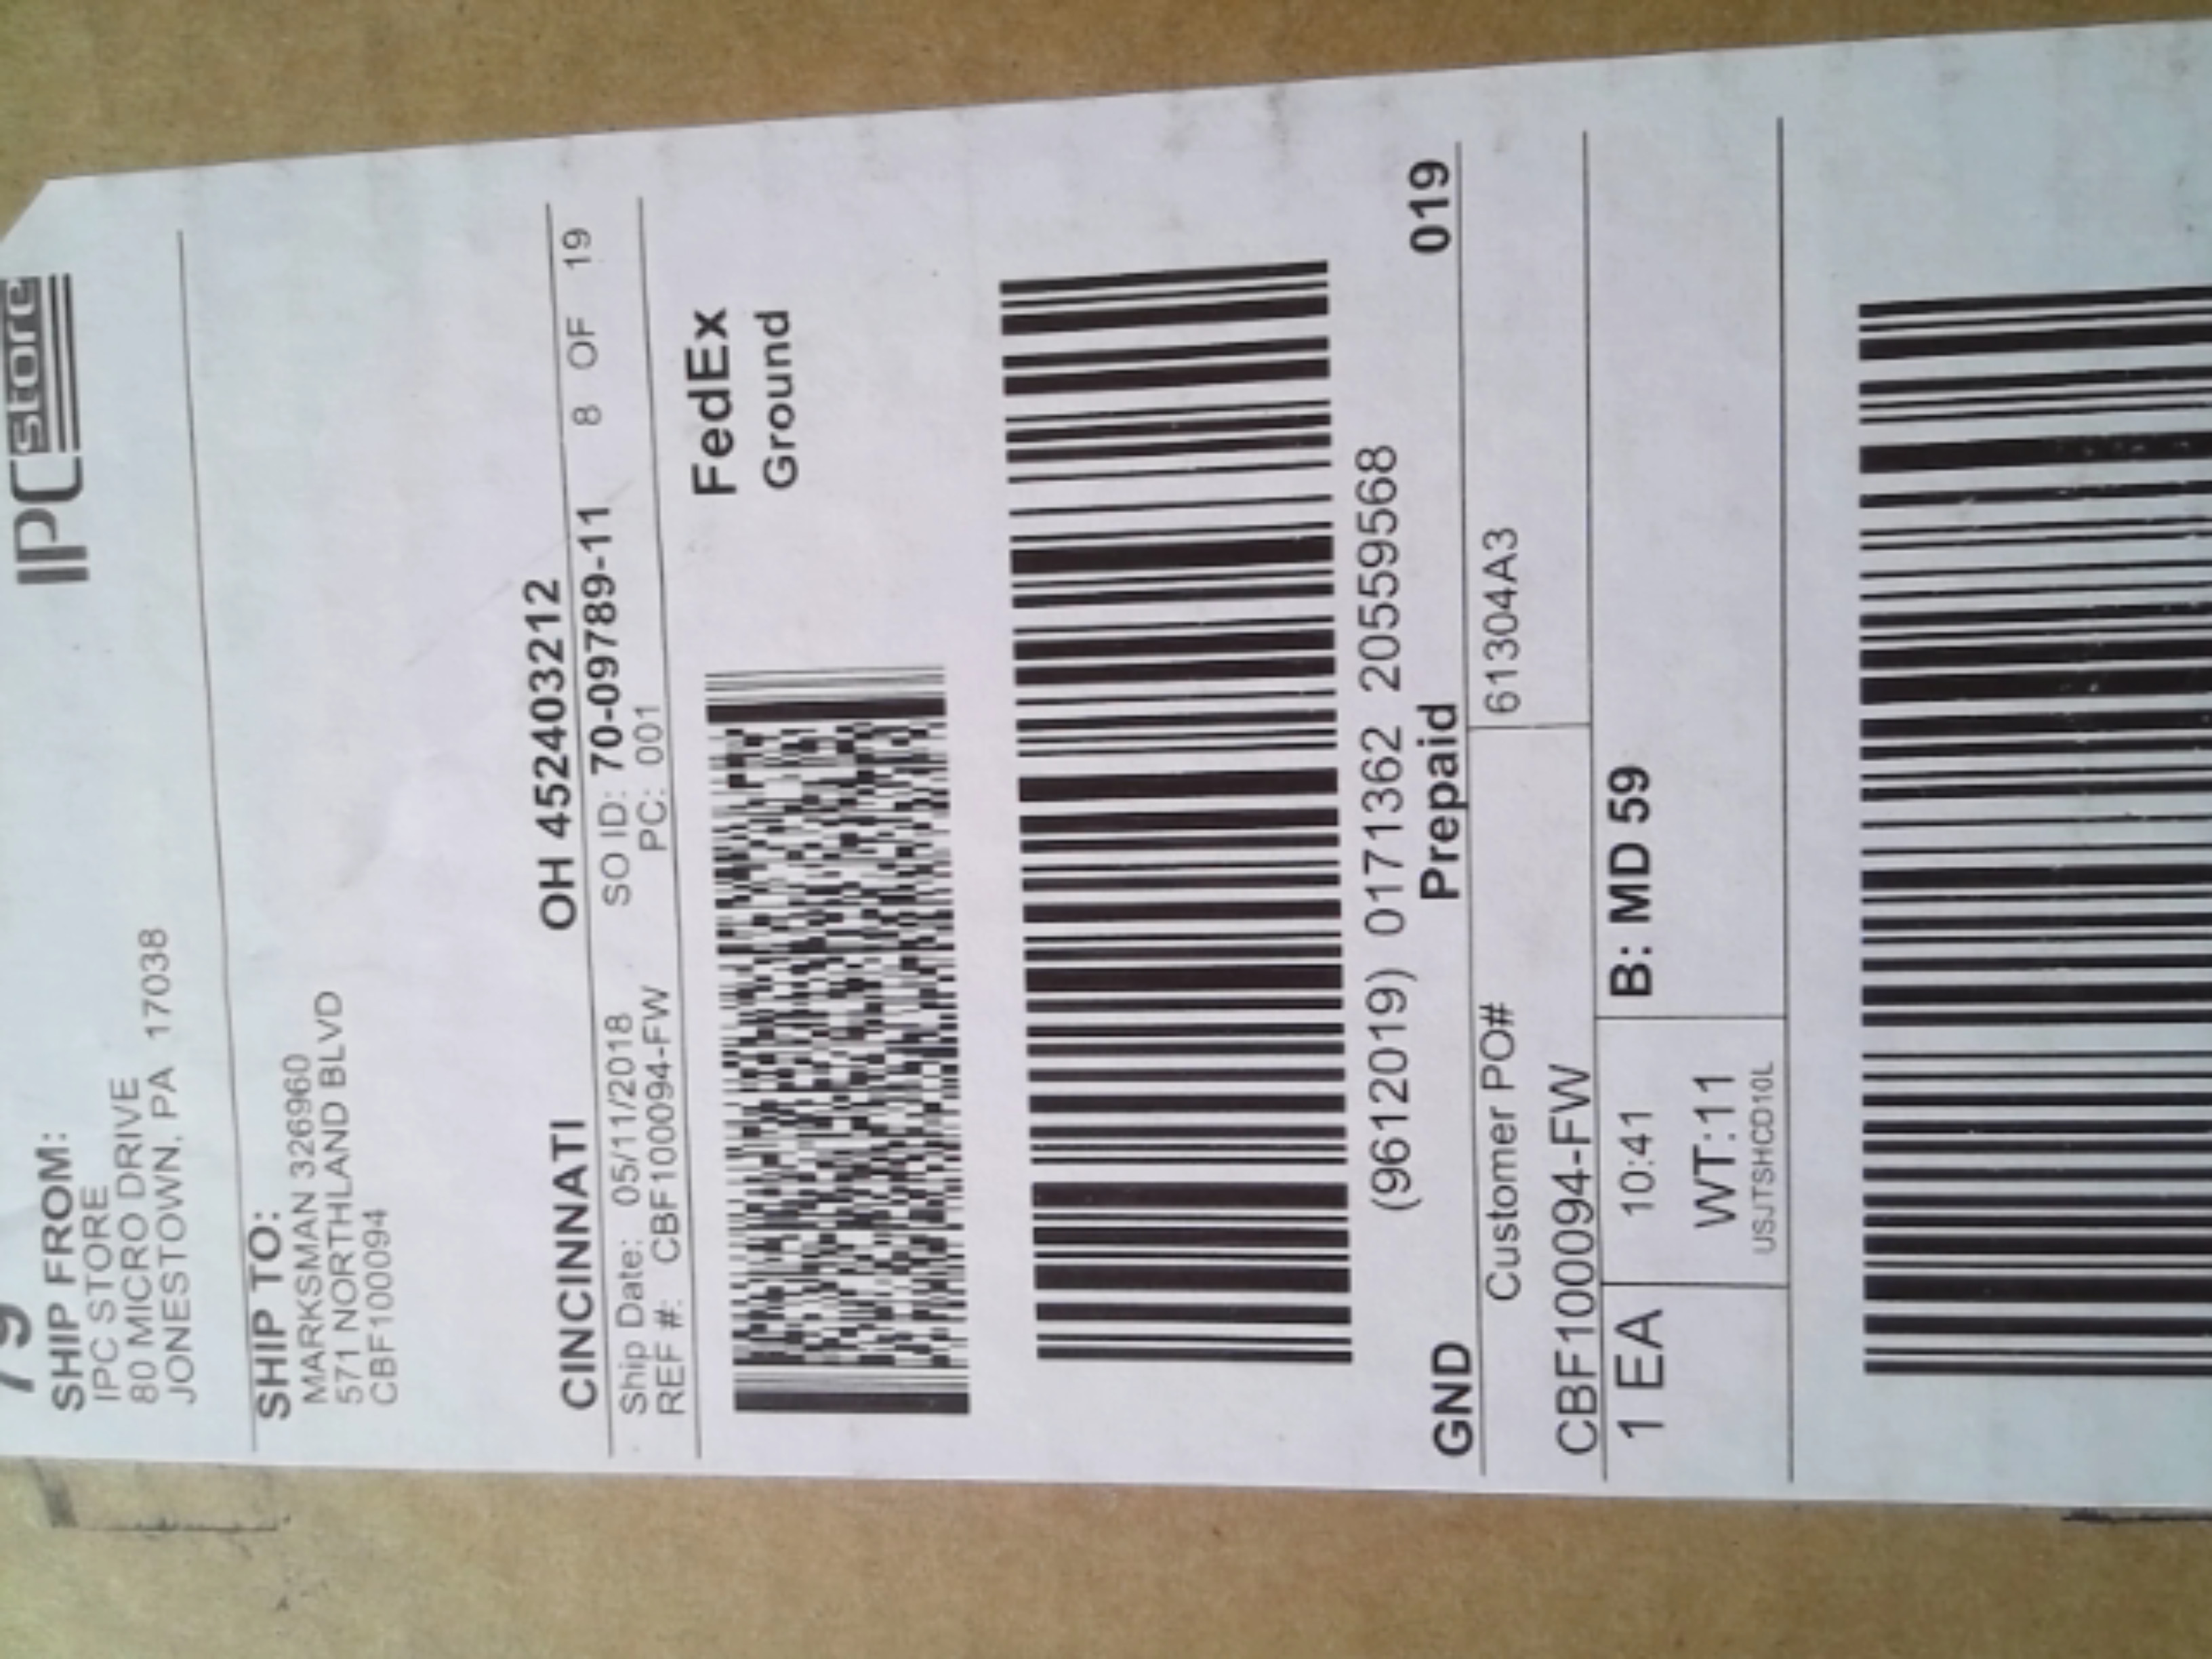 79
IPC store
SHIP FROM:
IPC STORE
80 MICRO DRIVE
JONESTOWN, PA 17038
SHIP TO:
MARKSMAN 326960
571 NORTHLAND BLVD
CBF100094
CINCINNATI OH 452403212
Ship Date: 05/11/2018 SO ID: 70-09789-11 8 OF 19
REF #: CBF100094-FW PC: 001
FedEx
Ground
(9612019) 0171362 20559568
GND Prepaid 019
Customer PO# 61304A3
CBF100094-FW
1 EA 10:41 B: MD 59
WT:11
USJTSHCD10L